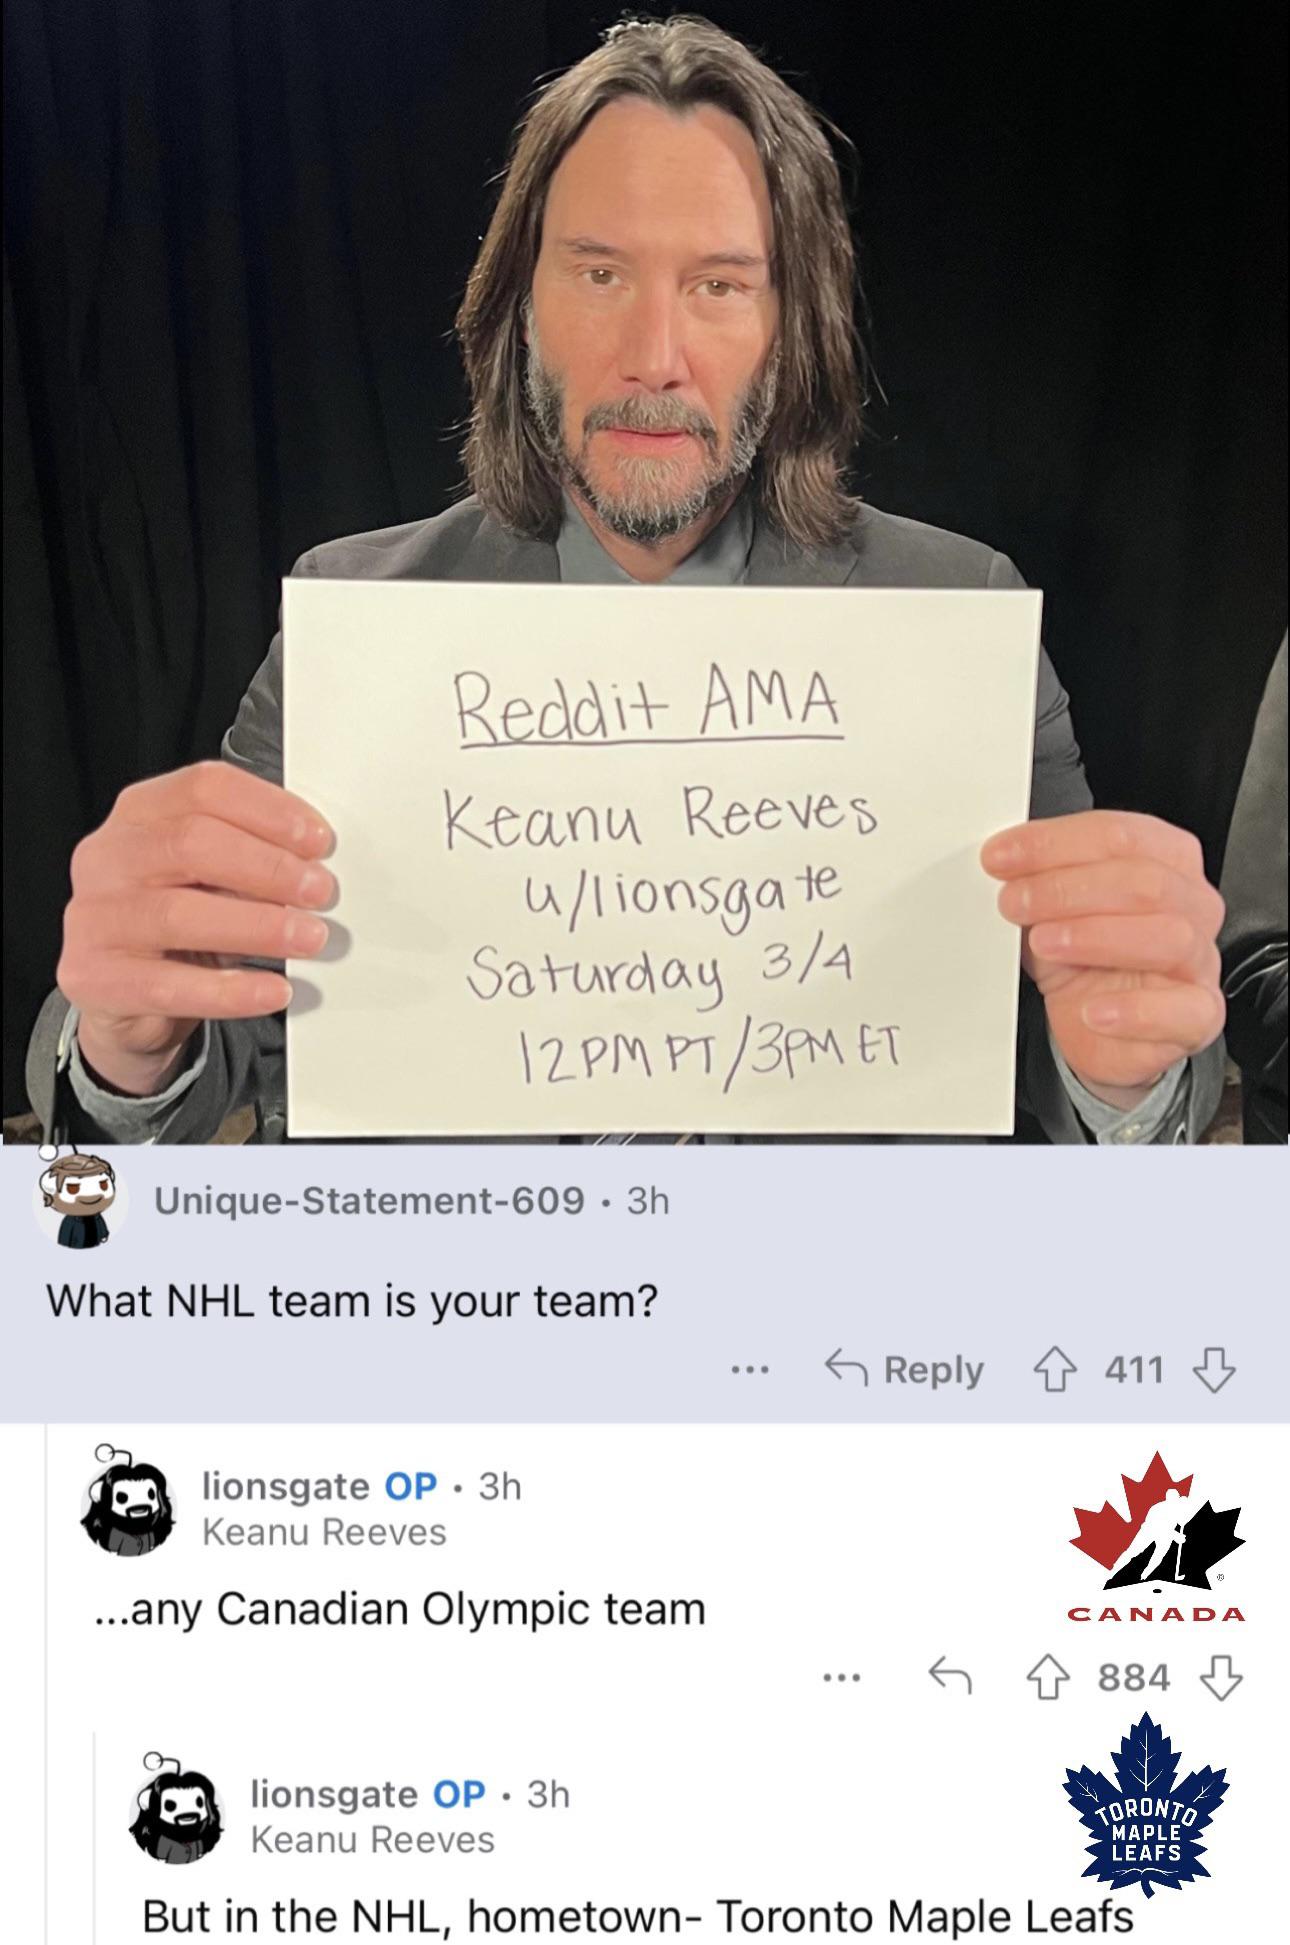 Reddit AMA
Keanu Reeves
u/lionsgate
Saturday 3/4
12PM PT/3PM ET
Unique-Statement-609 • 3h
What NHL team is your team?
... Reply 411
lionsgate OP • 3h
Keanu Reeves
...any Canadian Olympic team
CANADA
... 884
lionsgate OP • 3h
Keanu Reeves
TORONTO
MAPLE
LEAFS
But in the NHL, hometown- Toronto Maple Leafs